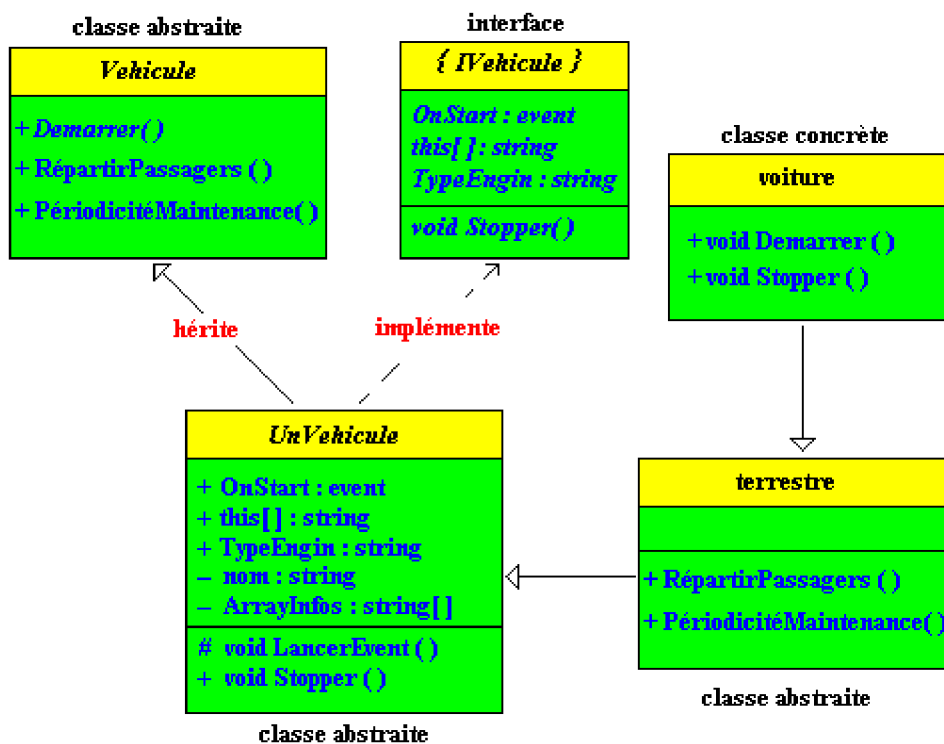 classe abstraite
Vehicule
+ Demarrer( )
+ RépartirPassagers ( )
+ PériodicitéMaintenance( )
interface
{ IVehicule }
OnStart : event
this[ ] : string
TypeEngin : string
void Stopper( )
classe concrète
voiture
+ void Demarrer ( )
+ void Stopper ( )
hérite
implémente
UnVehicule
+ OnStart : event
+ this[ ] : string
+ TypeEngin : string
– nom : string
– ArrayInfos : string[ ]
# void LancerEvent ( )
+ void Stopper ( )
classe abstraite
terrestre
+ RépartirPassagers ( )
+ PériodicitéMaintenance( )
classe abstraite